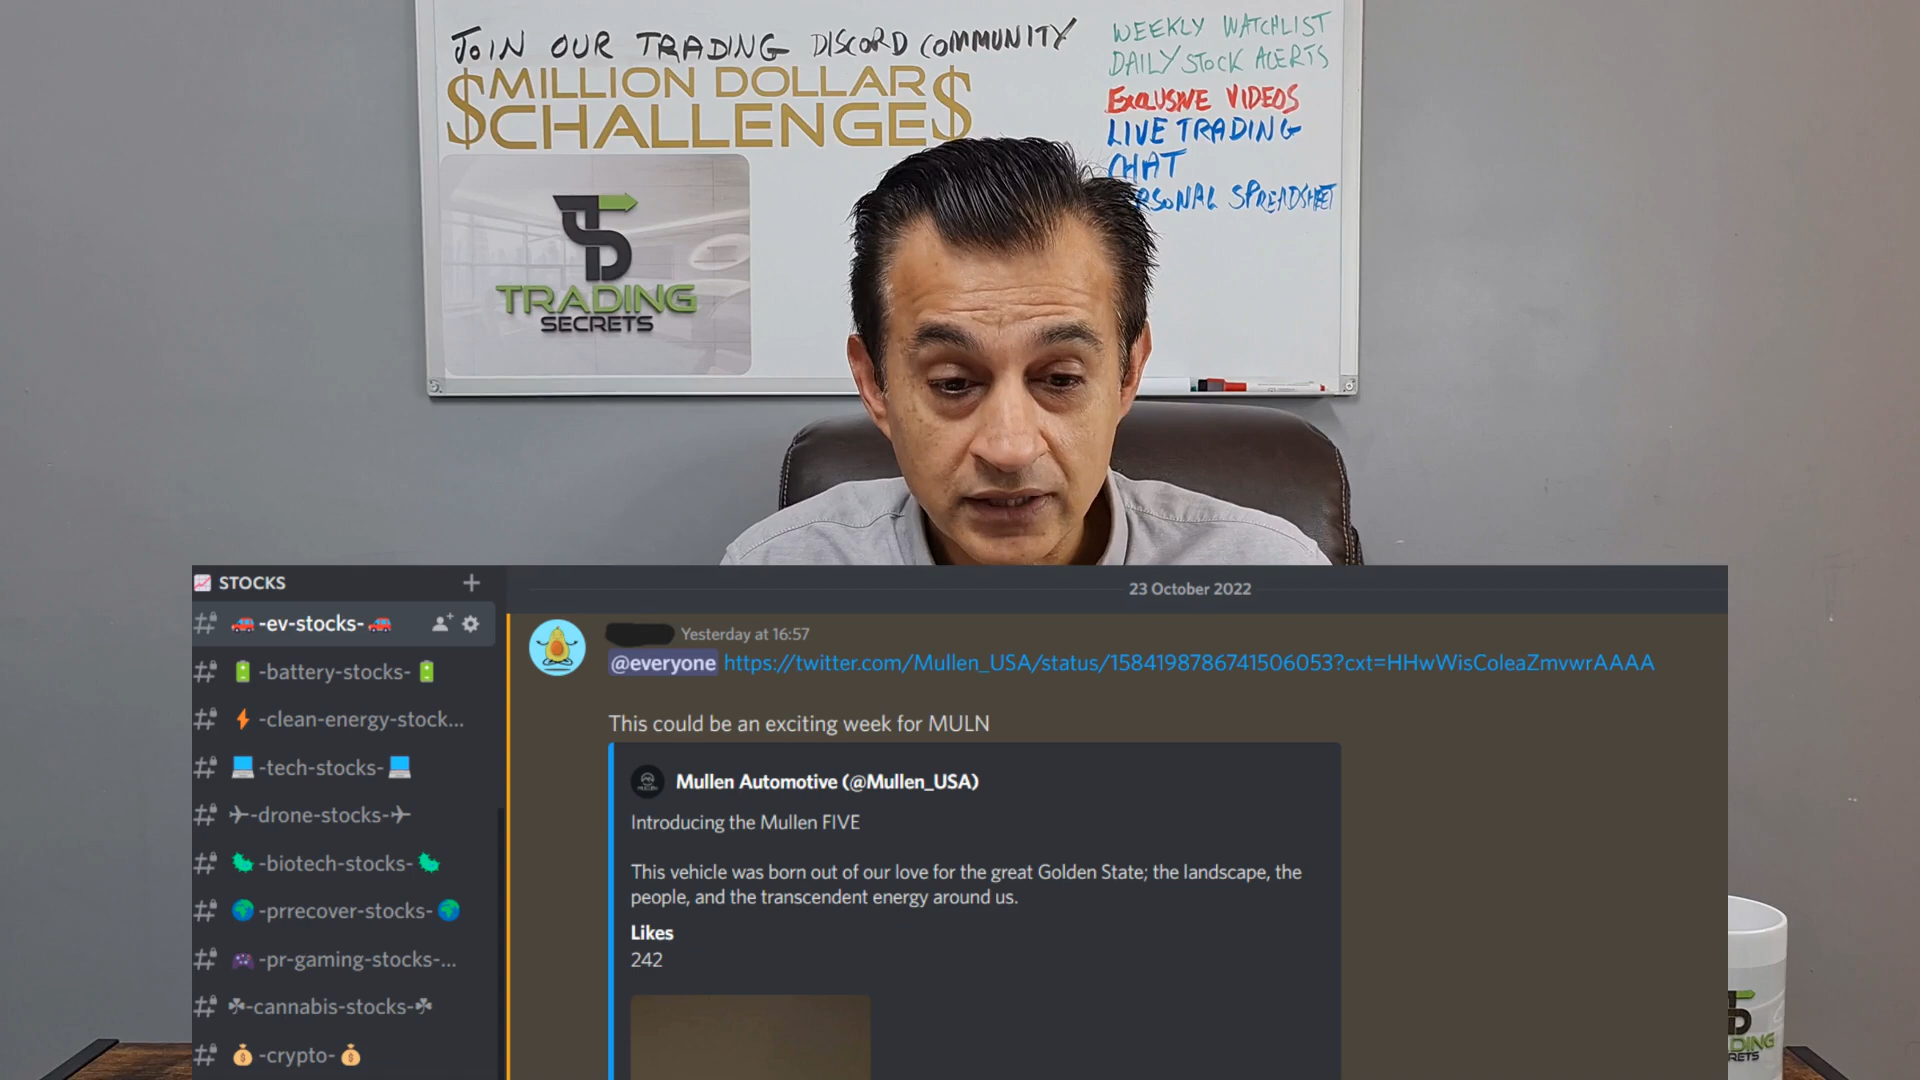 JOIN OUR TRADING DISCORD COMMUNITY
$MILLION DOLLAR$
CHALLENGE
WEEKLY WATCHLIST
DAILY STOCK ALERTS
EXCLUSIVE VIDEOS
LIVE TRADING
CHAT
RSONAL SPREADSHEET
TRADING
SECRETS
STOCKS
-ev-stocks-
-battery-stocks-
-clean-energy-stock...
-tech-stocks-
-drone-stocks-
-biotech-stocks-
-prrecover-stocks-
-pr-gaming-stocks-...
-cannabis-stocks-
-crypto-
23 October 2022
Yesterday at 16:57
@everyone https://twitter.com/Mullen_USA/status/1584198786741506053?cxt=HHwWisColeaZmvwrAAAA
This could be an exciting week for MULN
Mullen Automotive (@Mullen_USA)
Introducing the Mullen FIVE
This vehicle was born out of our love for the great Golden State; the landscape, the
people, and the transcendent energy around us.
Likes
242
DING
RETS